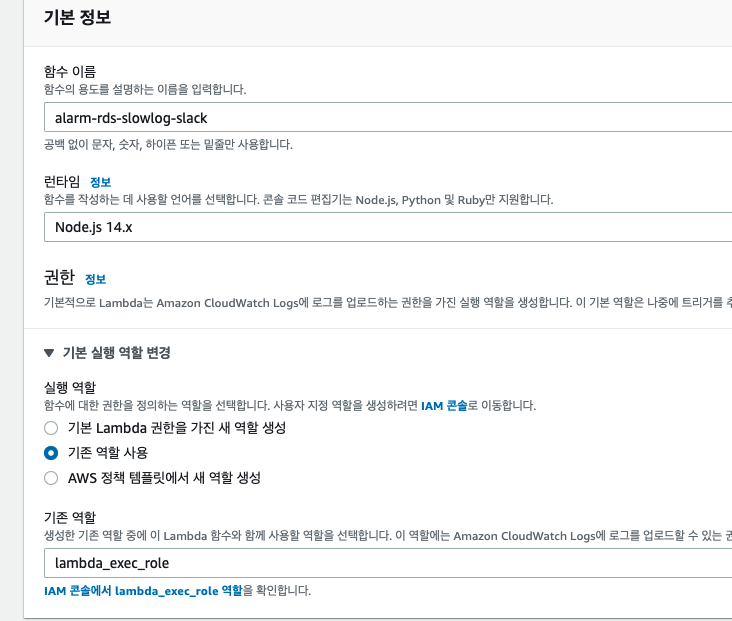 기본 정보
함수 이름
함수의 용도를 설명하는 이름을 입력합니다.
alarm-rds-slowlog-slack
공백 없이 문자, 숫자, 하이픈 또는 밑줄만 사용합니다.
런타임 정보
함수를 작성하는 데 사용할 언어를 선택합니다. 콘솔 코드 편집기는 Node.js, Python 및 Ruby만 지원합니다.
Node.js 14.x
권한 정보
기본적으로 Lambda는 Amazon CloudWatch Logs에 로그를 업로드하는 권한을 가진 실행 역할을 생성합니다. 이 기본 역할은 나중에 트리거를
기본 실행 역할 변경
실행 역할
함수에 대한 권한을 정의하는 역할을 선택합니다. 사용자 지정 역할을 생성하려면 IAM 콘솔로 이동합니다.
기본 Lambda 권한을 가진 새 역할 생성
기존 역할 사용
AWS 정책 템플릿에서 새 역할 생성
기존 역할
생성한 기존 역할 중에 이 Lambda 함수와 함께 사용할 역할을 선택합니다. 이 역할에는 Amazon CloudWatch Logs에 로그를 업로드할 수 있는
lambda_exec_role
IAM 콘솔에서 lambda_exec_role 역할을 확인합니다.